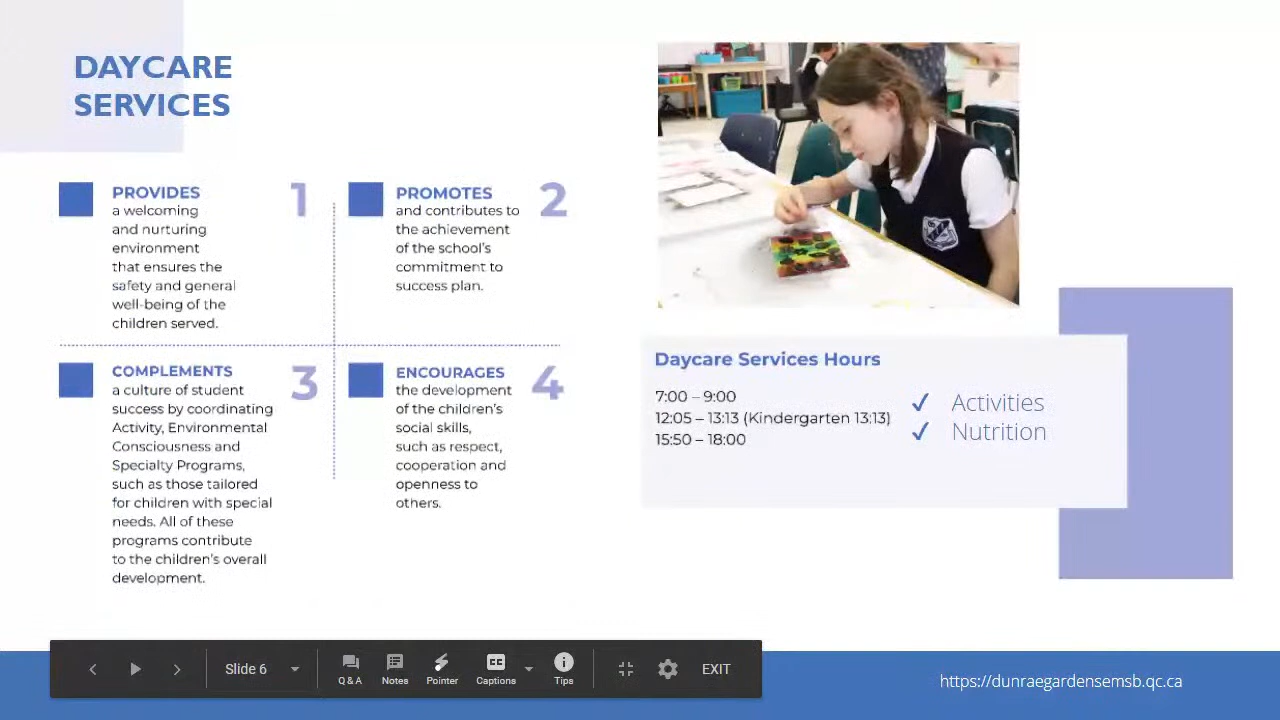 DAYCARE
SERVICES
PROVIDES
a welcoming
and nurturing
environment
that ensures the
safety and general
well-being of the
children served.
1
PROMOTES
and contributes to
the achievement
of the school's
commitment to
success plan.
2
COMPLEMENTS
a culture of student
success by coordinating
Activity, Environmental
Consciousness and
Specialty Programs,
such as those tailored
for children with special
needs. All of these
programs contribute
to the children's overall
development.
3
ENCOURAGES
the development
of the children's
social skills,
such as respect,
cooperation and
openness to
others.
4
Daycare Services Hours
7:00 – 9:00
12:05 – 13:13 (Kindergarten 13:13)
15:50 – 18:00
✓ Activities
✓ Nutrition
Slide 6
Q & A
Notes
Pointer
CC
Captions
Tips
EXIT
https://dunraegardensemsb.qc.ca